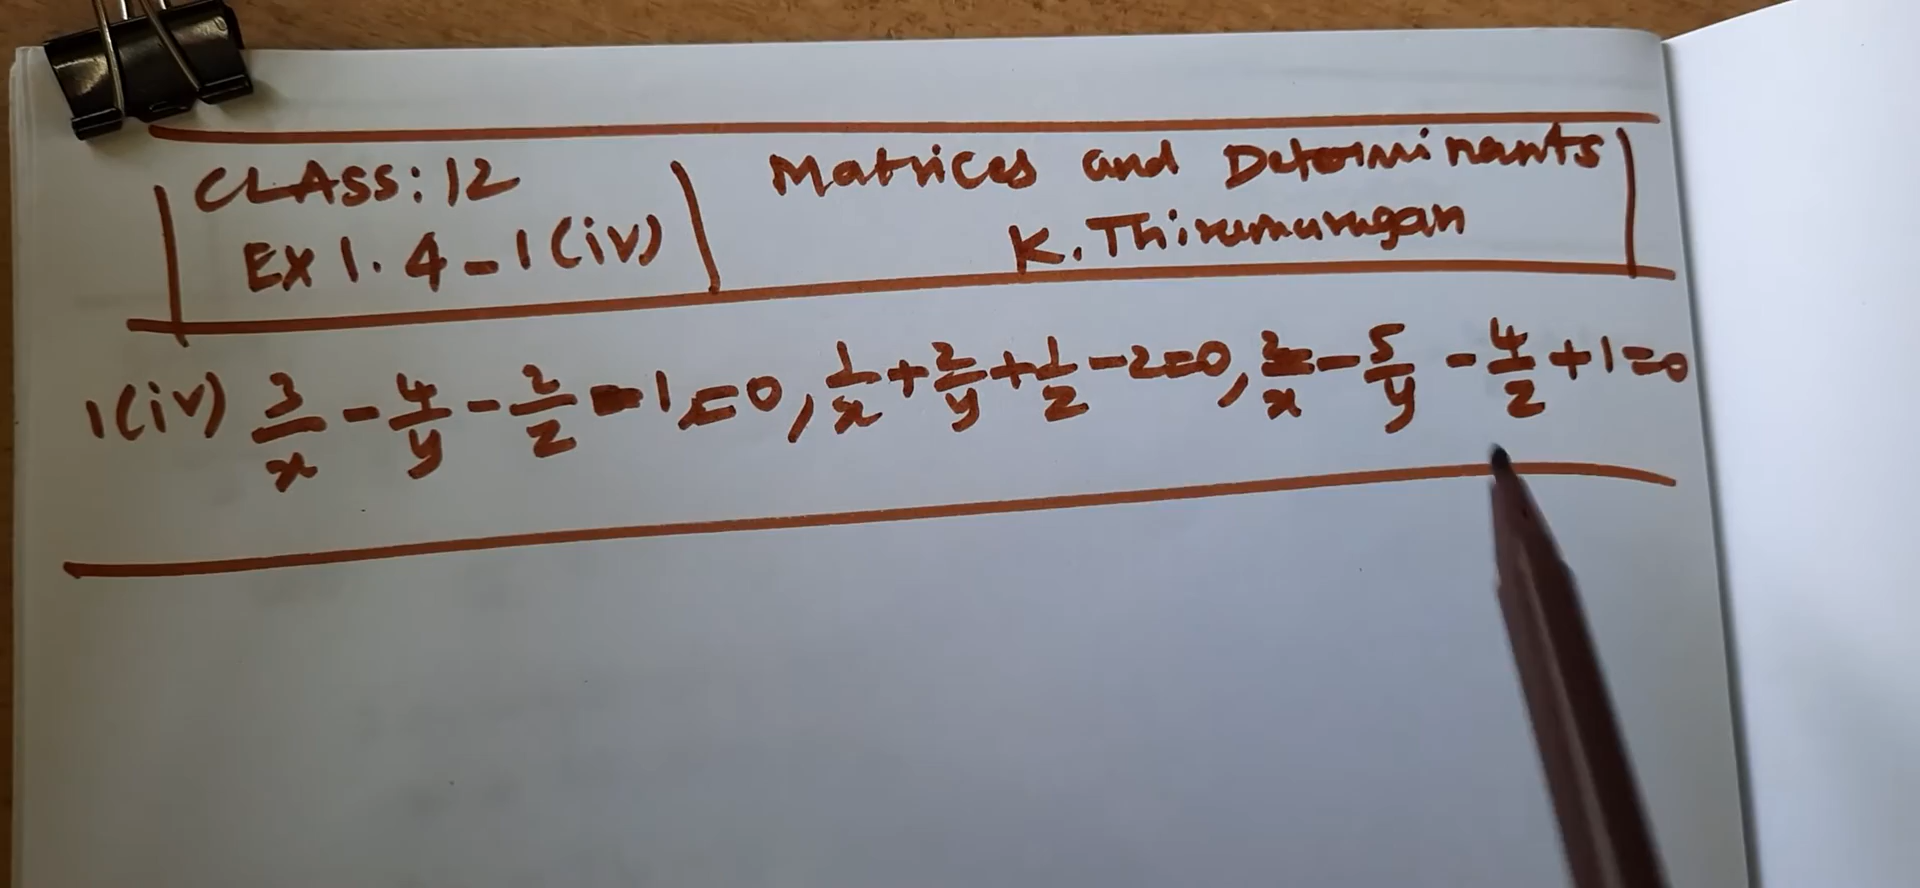 CLASS: 12
Ex 1.4 - 1(iv)
Matrices and Determinants
K. Thirumurugan
1(iv) 3/x - 4/y - 2/z - 1 = 0, 1/x + 2/y + 1/z - 2 = 0, 2/x - 5/y - 4/z + 1 = 0